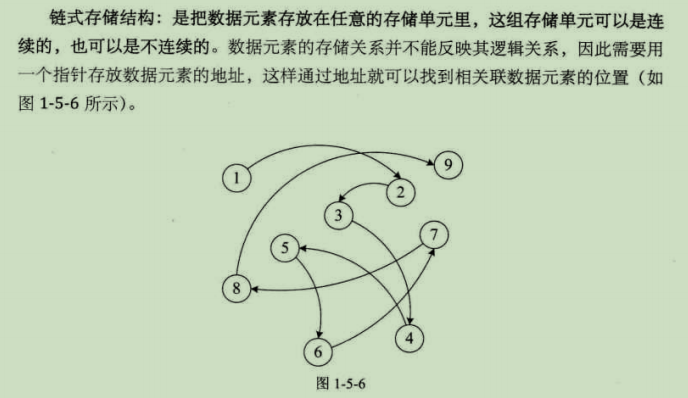 链式存储结构：是把数据元素存放在任意的存储单元里，这组存储单元可以是连
续的，也可以是不连续的。数据元素的存储关系并不能反映其逻辑关系，因此需要用
一个指针存放数据元素的地址，这样通过地址就可以找到相关联数据元素的位置（如
图 1-5-6 所示）。
9
1
2
3
7
5
8
4
6
图 1-5-6